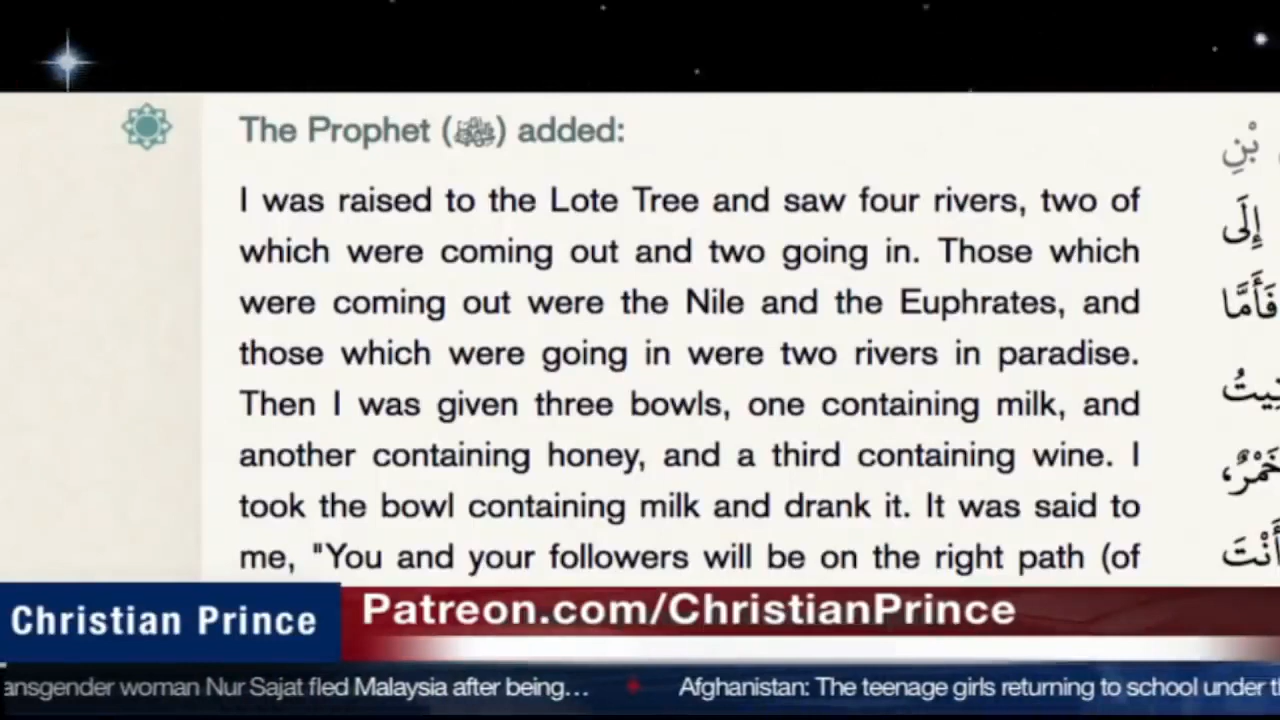 The Prophet (ﷺ) added:
I was raised to the Lote Tree and saw four rivers, two of
which were coming out and two going in. Those which
were coming out were the Nile and the Euphrates, and
those which were going in were two rivers in paradise.
Then I was given three bowls, one containing milk, and
another containing honey, and a third containing wine. I
took the bowl containing milk and drank it. It was said to
me, "You and your followers will be on the right path (of
بْنِ
إِلَى
فَأَمَّا
خَمْرٌ،
أَنْتَ
Christian Prince
Patreon.com/ChristianPrince
ansgender woman Nur Sajat fled Malaysia after being... Afghanistan: The teenage girls returning to school under